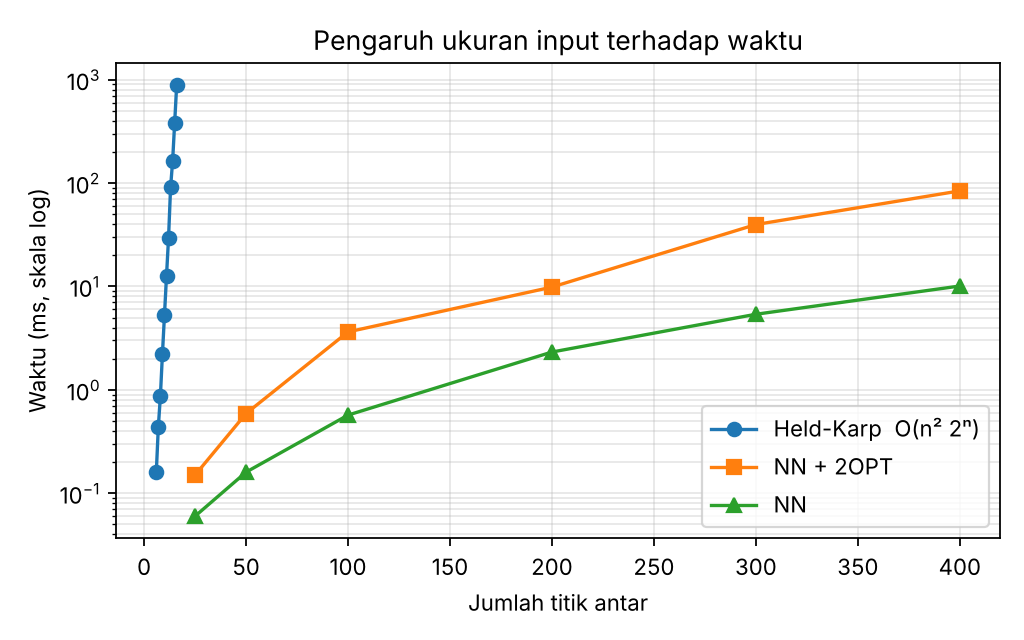 Pengaruh ukuran input terhadap waktu
Waktu (ms, skala log)
10³
10²
10¹
10⁰
10⁻¹
Held-Karp O(n² 2ⁿ)
NN + 2OPT
NN
0 50 100 150 200 250 300 350 400
Jumlah titik antar